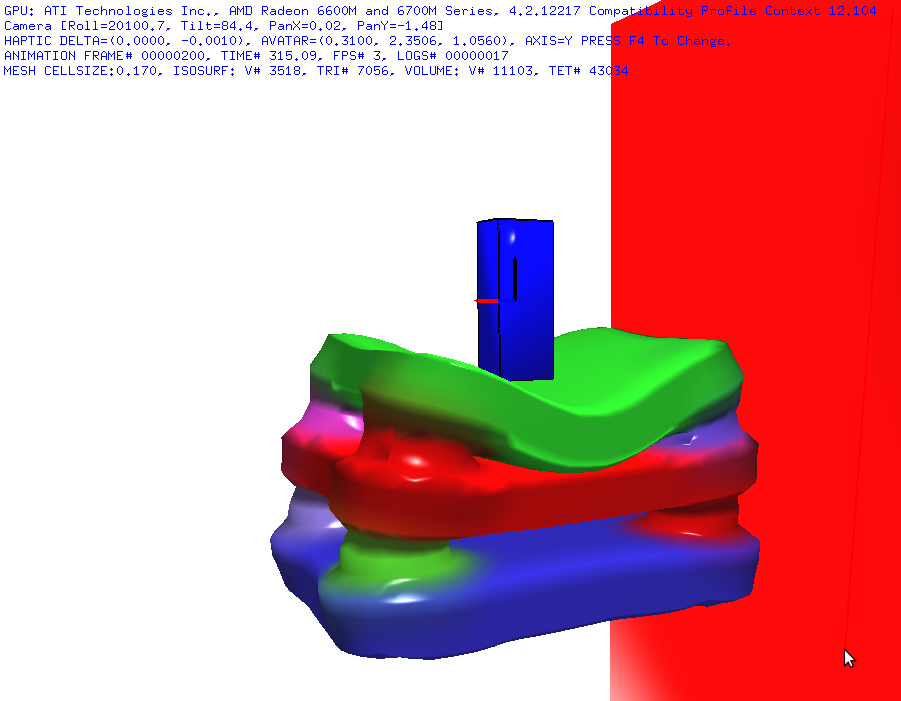 GPU: ATI Technologies Inc., AMD Radeon 6600M and 6700M Series, 4.2.12217 Compatibility Profile Context 12.104
Camera [Roll=20100.7, Tilt=84.4, PanX=0.02, PanY=-1.48]
HAPTIC DELTA=(0.0000, -0.0010), AVATAR=(0.3100, 2.3506, 1.0560), AXIS=Y PRESS F4 To Change.
ANIMATION FRAME# 00000200, TIME# 315.09, FPS# 3, LOGS# 00000017
MESH CELLSIZE:0.170, ISOSURF: V# 3518, TRI# 7056, VOLUME: V# 11103, TET# 43034